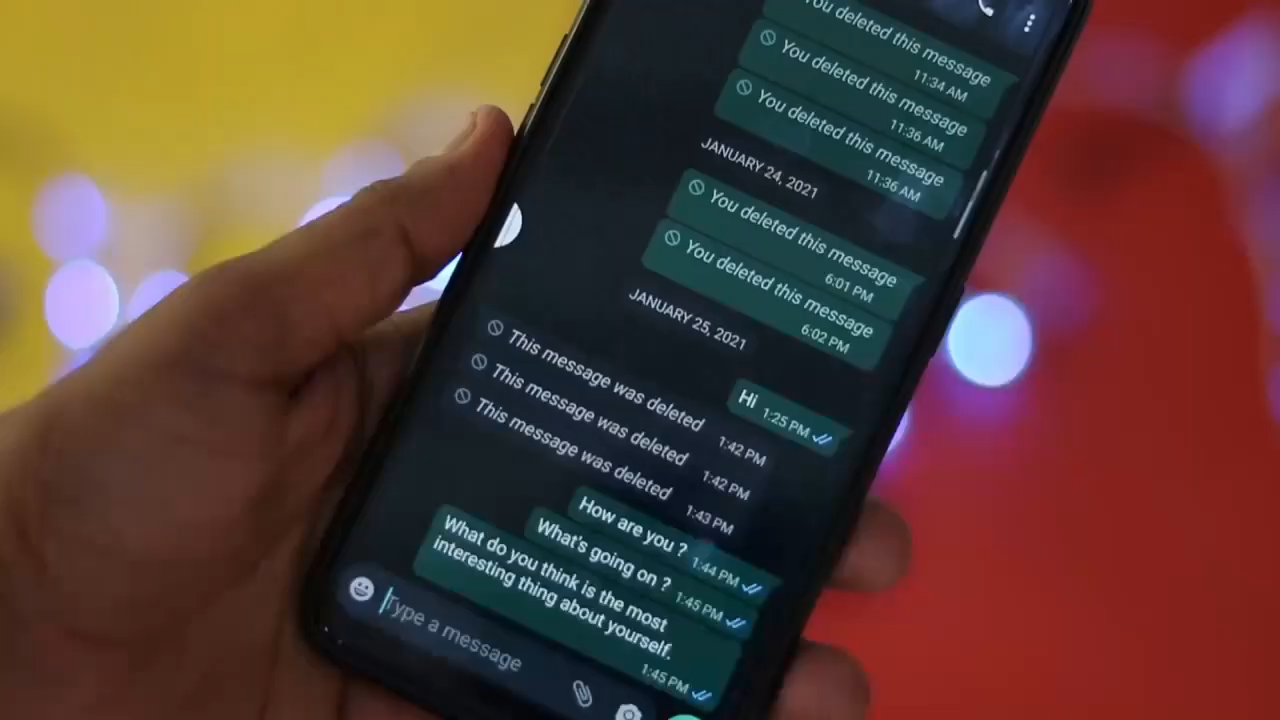 You deleted this message
11:34 AM
You deleted this message
11:36 AM
You deleted this message
11:36 AM
JANUARY 24, 2021
You deleted this message
6:01 PM
You deleted this message
6:02 PM
JANUARY 25, 2021
Hi 1:25 PM
This message was deleted 1:42 PM
This message was deleted 1:42 PM
This message was deleted 1:43 PM
How are you ? 1:44 PM
What's going on ? 1:45 PM
What do you think is the most
interesting thing about yourself.
1:45 PM
Type a message